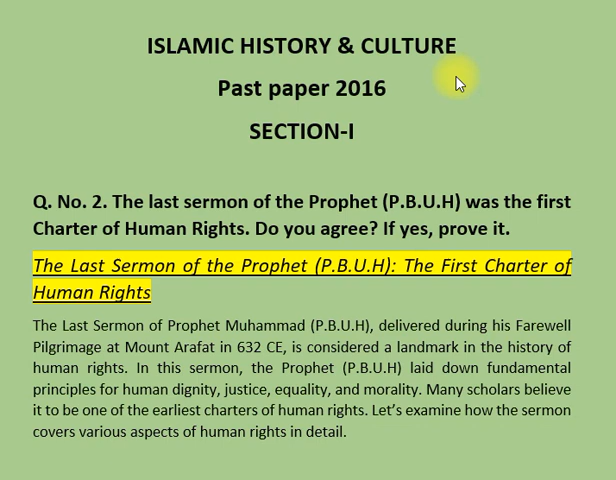 ISLAMIC HISTORY & CULTURE
Past paper 2016
SECTION-I
Q. No. 2. The last sermon of the Prophet (P.B.U.H) was the first
Charter of Human Rights. Do you agree? If yes, prove it.
The Last Sermon of the Prophet (P.B.U.H): The First Charter of
Human Rights
The Last Sermon of Prophet Muhammad (P.B.U.H), delivered during his Farewell
Pilgrimage at Mount Arafat in 632 CE, is considered a landmark in the history of
human rights. In this sermon, the Prophet (P.B.U.H) laid down fundamental
principles for human dignity, justice, equality, and morality. Many scholars believe
it to be one of the earliest charters of human rights. Let’s examine how the sermon
covers various aspects of human rights in detail.